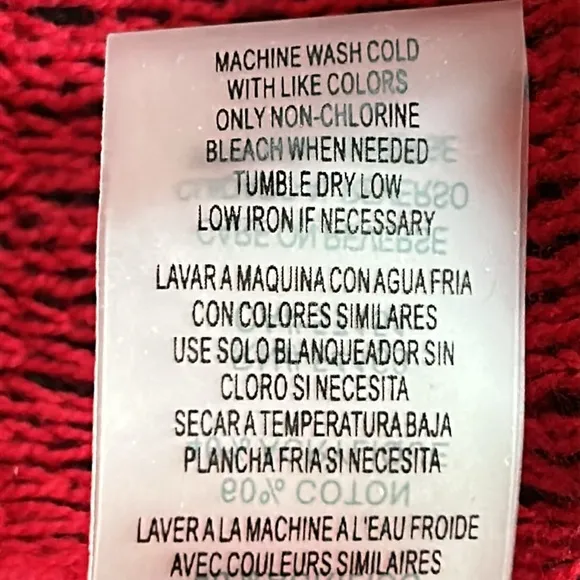 MACHINE WASH COLD
WITH LIKE COLORS
ONLY NON-CHLORINE
BLEACH WHEN NEEDED
TUMBLE DRY LOW
LOW IRON IF NECESSARY
LAVAR A MAQUINA CON AGUA FRIA
CON COLORES SIMILARES
USE SOLO BLANQUEADOR SIN
CLORO SI NECESITA
SECAR A TEMPERATURA BAJA
PLANCHA FRIA SI NECESITA
60% COTON
LAVER A LA MACHINE A L'EAU FROIDE
AVEC COULEURS SIMILAIRES